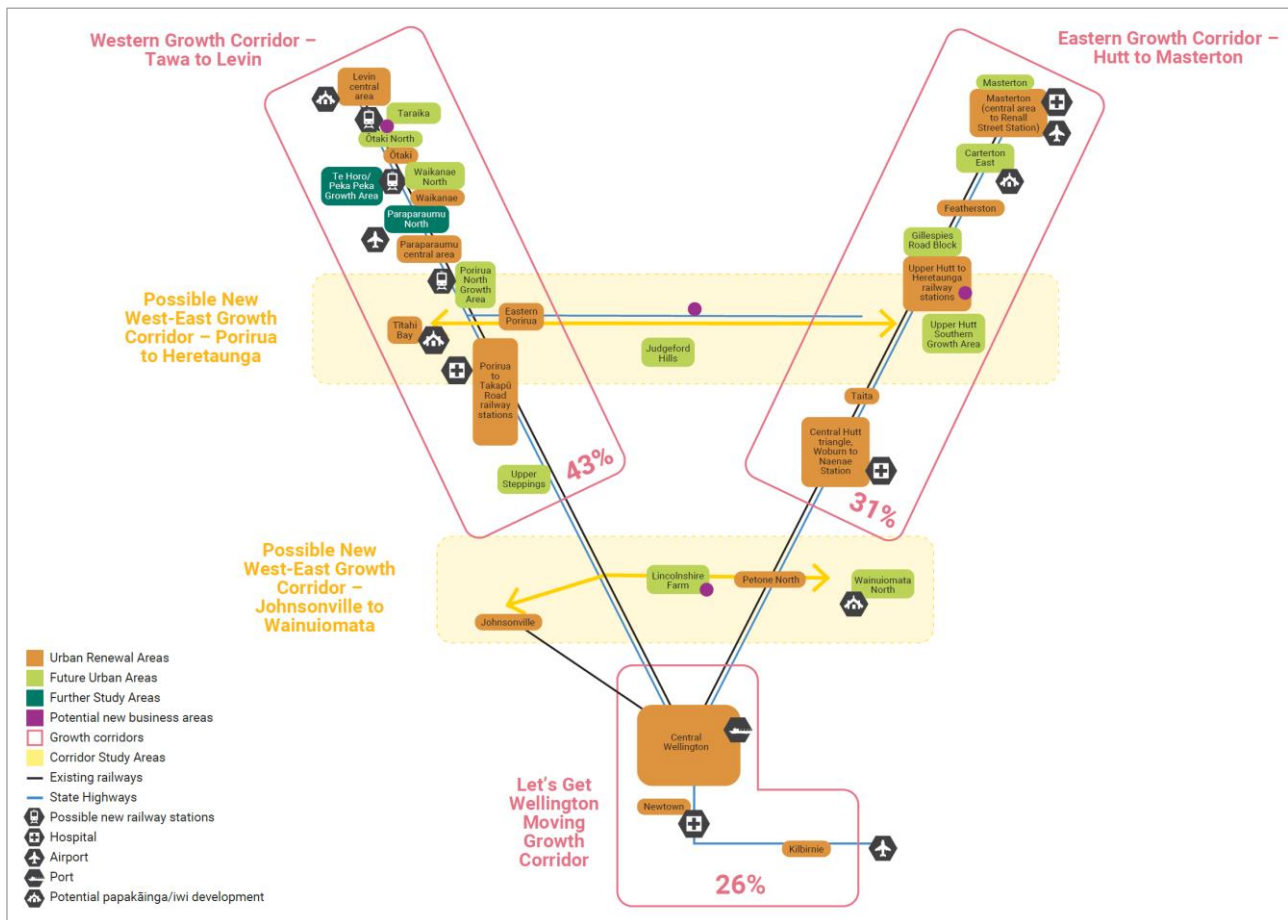 Western Growth Corridor –
Tawa to Levin
Eastern Growth Corridor –
Hutt to Masterton
Levin
central
area
Taraika
Ōtaki North
Ōtaki
Te Horo/
Peka Peka
Growth Area
Waikanae
North
Waikanae
Paraparaumu
North
Paraparaumu
central area
Porirua
North
Growth
Area
Masterton
Masterton
(central area
to Renall
Street Station)
Carterton
East
Featherston
Gillespies
Road Block
Upper Hutt to
Heretaunga
railway
stations
Possible New
West-East Growth
Corridor – Porirua
to Heretaunga
Tītahi
Bay
Eastern
Porirua
Judgeford
Hills
Upper Hutt
Southern
Growth Area
Porirua
to
Takapū
Road
railway
stations
Taita
Central Hutt
triangle,
Woburn to
Naenae
Station
43%
Upper
Steppings
31%
Possible New
West-East Growth
Corridor –
Johnsonville to
Wainuiomata
Lincolnshire
Farm
Petone North
Wainuiomata
North
Johnsonville
Central
Wellington
Let's Get
Wellington
Moving
Growth
Corridor
Newtown
Kilbirnie
26%
Urban Renewal Areas
Future Urban Areas
Further Study Areas
Potential new business areas
Growth corridors
Corridor Study Areas
Existing railways
State Highways
Possible new railway stations
Hospital
Airport
Port
Potential papakāinga/iwi development